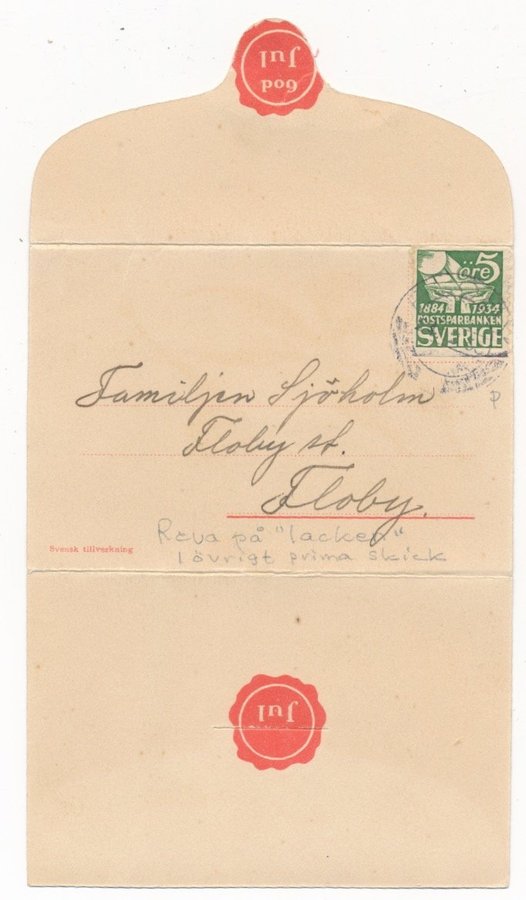 God
Jul
öre 5
1884 1934
POSTSPARBANKEN
SVERIGE
Familjen Sjöholm
p
Floby st.
Floby.
Reva på "lacken"
I övrigt prima skick
Svensk tillverkning
Jul